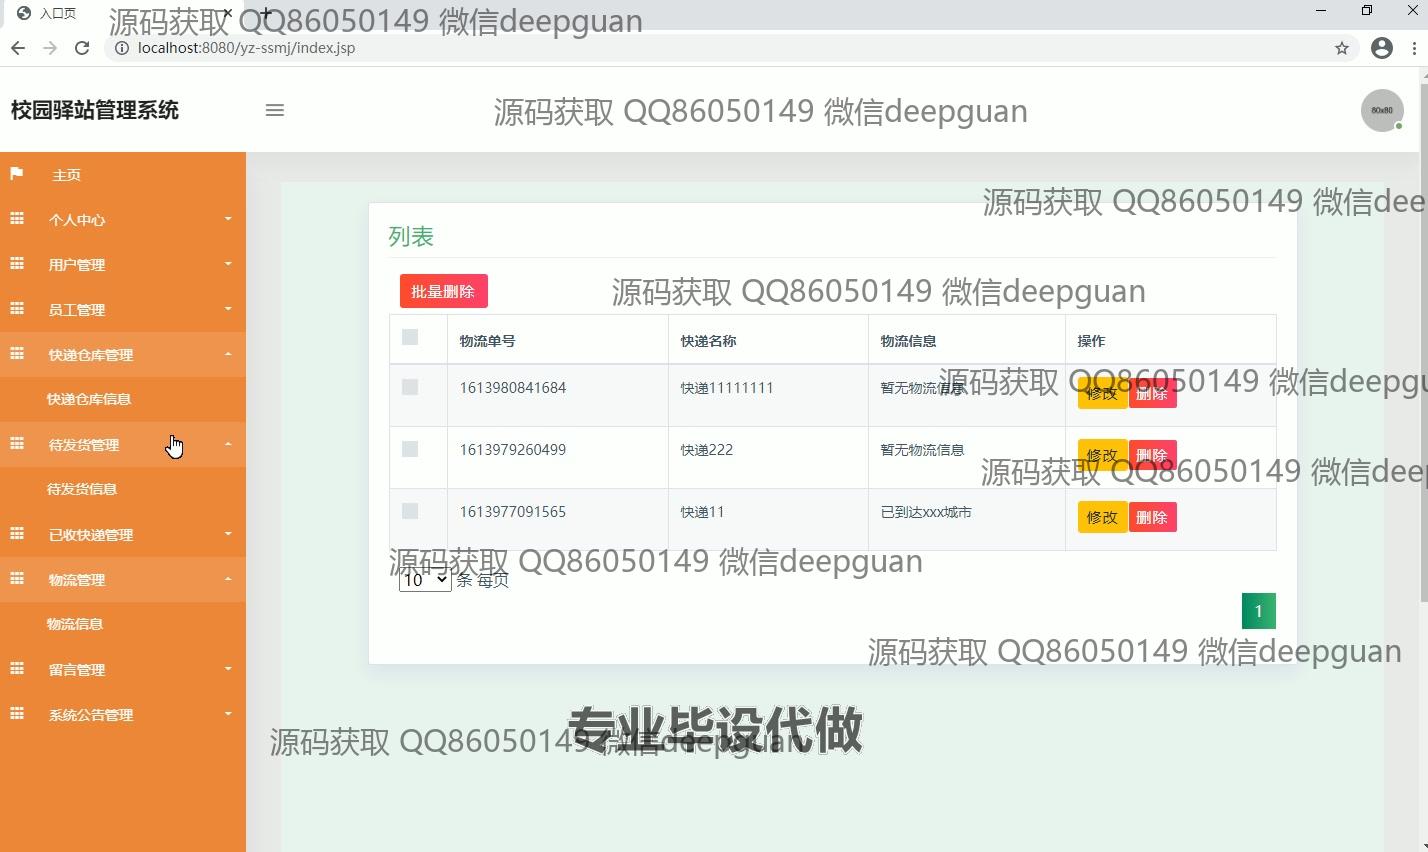 入口页
源码获取 QQ86050149 微信deepguan
localhost:8080/yz-ssmj/index.jsp
校园驿站管理系统
源码获取 QQ86050149 微信deepguan
60x60
主页
个人中心
用户管理
员工管理
快递仓库管理
快递仓库信息
待发货管理
待发货信息
已收快递管理
物流管理
物流信息
留言管理
系统公告管理
源码获取 QQ86050149 微信dee
列表
批量删除
源码获取 QQ86050149 微信deepguan
物流单号 快递名称 物流信息 操作
1613980841684 快递11111111 暂无物流信息 修改 删除
源码获取 QQ86050149 微信deepgu
1613979260499 快递222 暂无物流信息 修改 删除
源码获取 QQ86050149 微信dee
1613977091565 快递11 已到达xxx城市 修改 删除
源码获取 QQ86050149 微信deepguan
10 条 每页
1
源码获取 QQ86050149 微信deepguan
专业毕设代做
源码获取 QQ86050149 微信deepguan